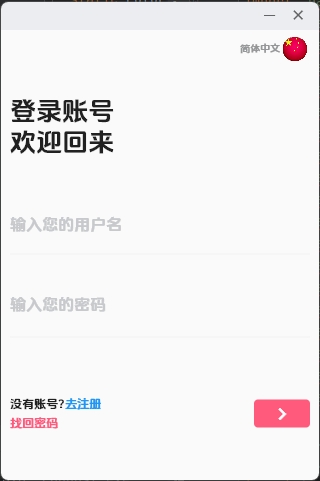 简体中文
登录账号
欢迎回来
输入您的用户名
输入您的密码
没有账号?去注册
找回密码